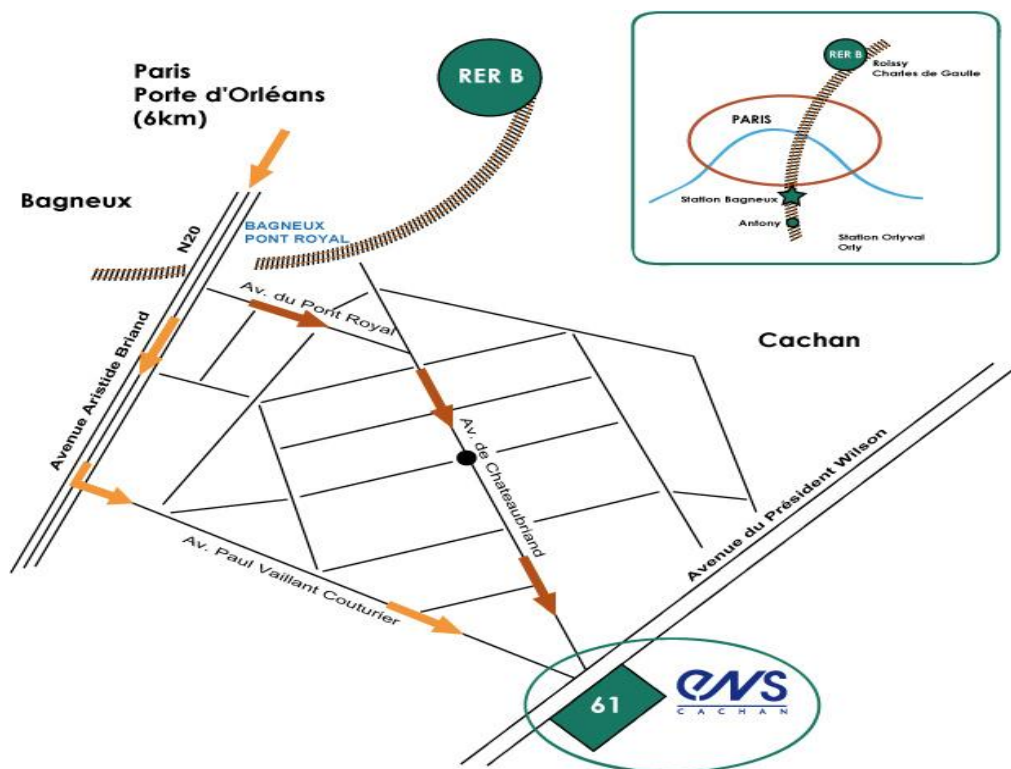 Paris
Porte d'Orléans
(6km)
RER B
Bagneux
N20
BAGNEUX
PONT ROYAL
Av. du Pont Royal
Avenue Aristide Briand
Av. de Chateaubriand
Av. Paul Vaillant Couturier
Cachan
Avenue du Président Wilson
61
ens
CACHAN
RER B
Roissy
Charles de Gaulle
PARIS
Station Bagneux
Antony
Station Orlyval
Orly